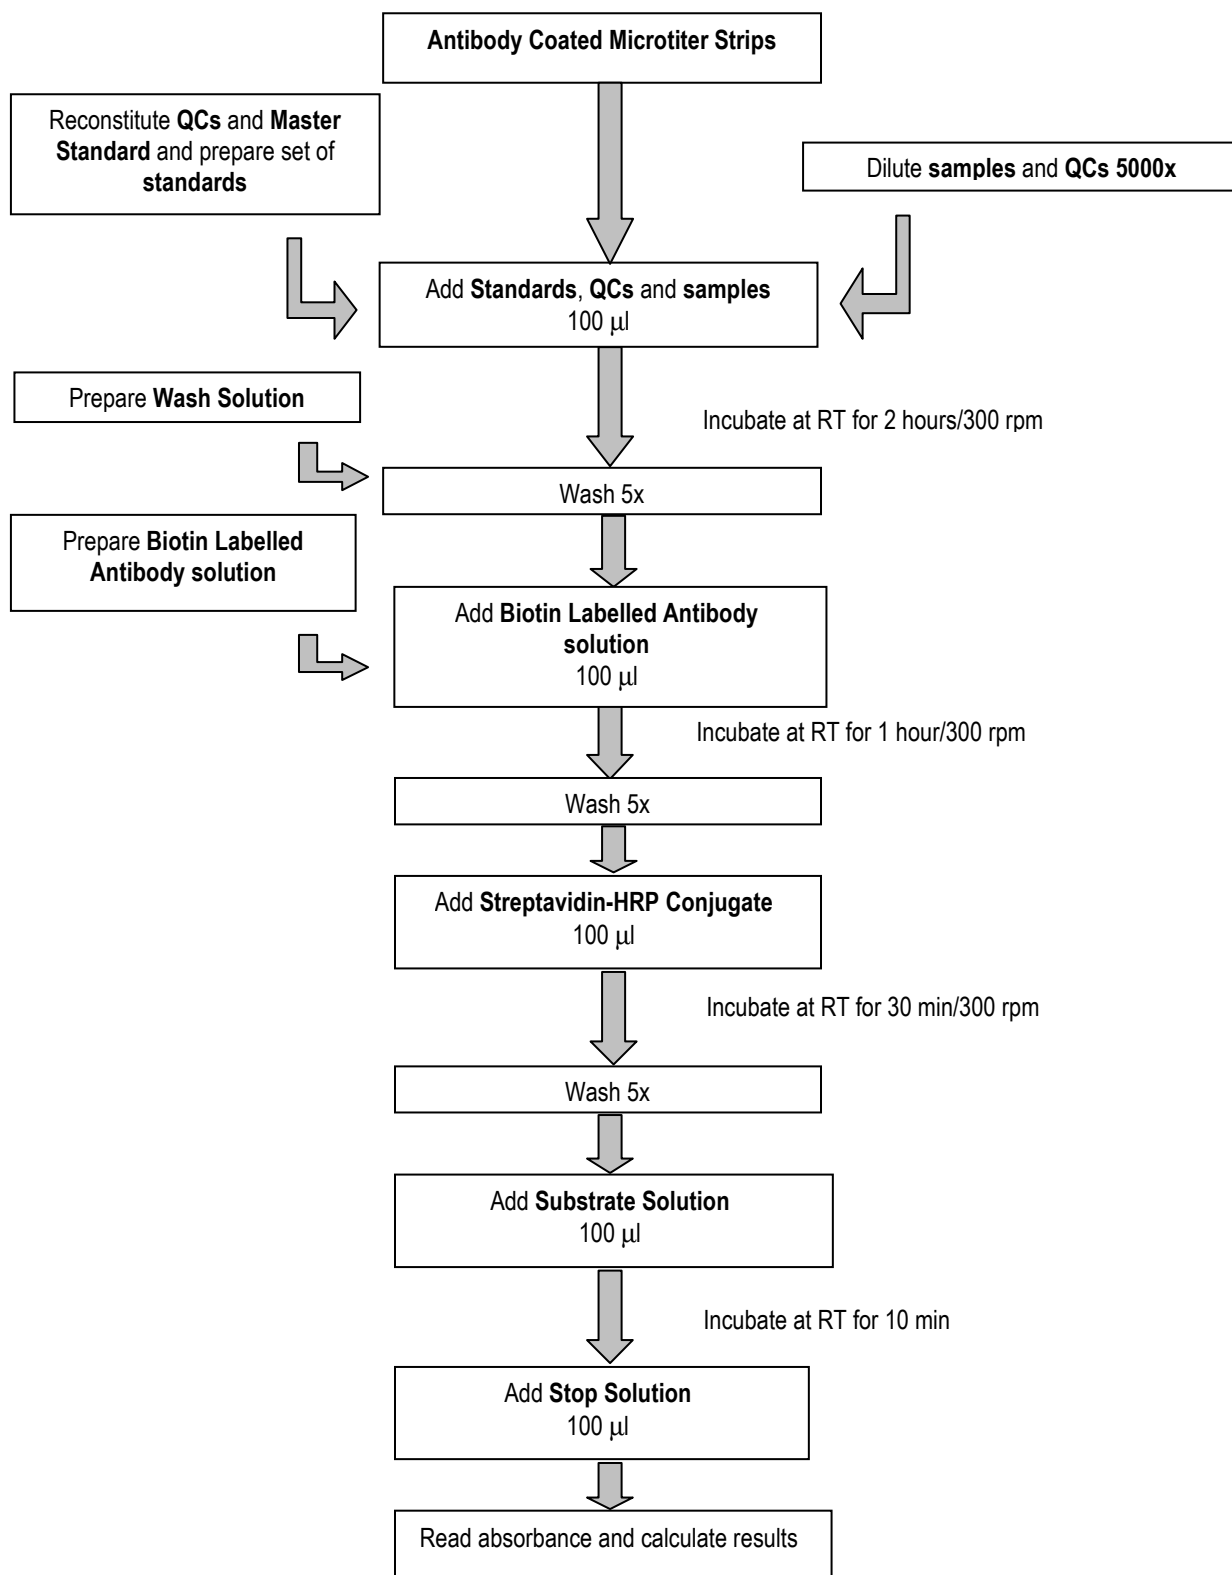 Antibody Coated Microtiter Strips
Reconstitute QCs and Master
Standard and prepare set of
standards
Dilute samples and QCs 5000x
Add Standards, QCs and samples
100 µl
Prepare Wash Solution
Incubate at RT for 2 hours/300 rpm
Wash 5x
Prepare Biotin Labelled
Antibody solution
Add Biotin Labelled Antibody
solution
100 µl
Incubate at RT for 1 hour/300 rpm
Wash 5x
Add Streptavidin-HRP Conjugate
100 µl
Incubate at RT for 30 min/300 rpm
Wash 5x
Add Substrate Solution
100 µl
Incubate at RT for 10 min
Add Stop Solution
100 µl
Read absorbance and calculate results